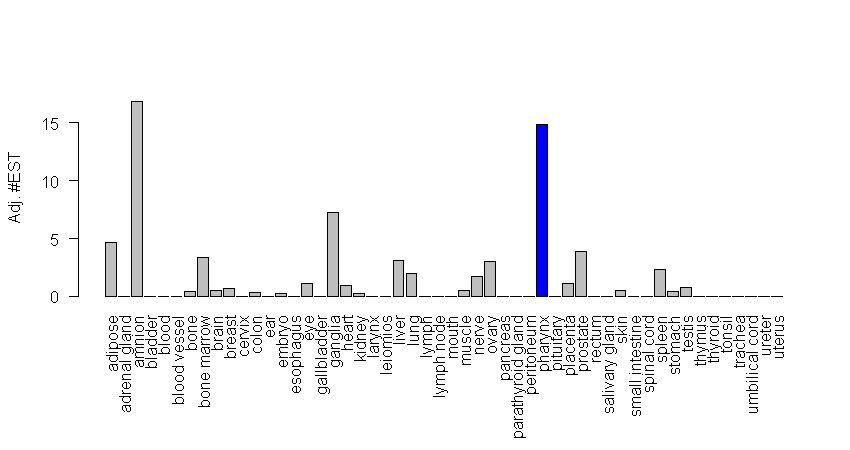 Adj. #EST
15
10
5
0
adipose
adrenal gland
amnion
bladder
blood
blood vessel
bone
bone marrow
brain
breast
cervix
colon
ear
embryo
esophagus
eye
gallbladder
ganglia
heart
kidney
larynx
leiomios
liver
lung
lymph
lymph node
mouth
muscle
nerve
ovary
pancreas
parathyroid gland
peritoneum
pharynx
pituitary
placenta
prostate
rectum
salivary gland
skin
small intestine
spinal cord
spleen
stomach
testis
thymus
thyroid
tonsil
trachea
umbilical cord
ureter
uterus